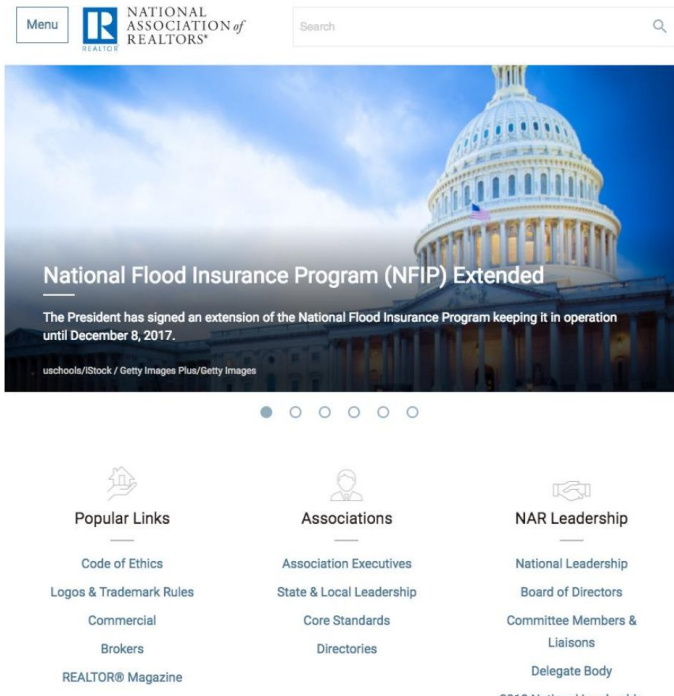 Menu
REALTOR®
NATIONAL
ASSOCIATION of
REALTORS®
Search
National Flood Insurance Program (NFIP) Extended
The President has signed an extension of the National Flood Insurance Program keeping it in operation
until December 8, 2017.
uschools/iStock / Getty Images Plus/Getty Images
Popular Links
Code of Ethics
Logos & Trademark Rules
Commercial
Brokers
REALTOR® Magazine
Associations
Association Executives
State & Local Leadership
Core Standards
Directories
NAR Leadership
National Leadership
Board of Directors
Committee Members &
Liaisons
Delegate Body